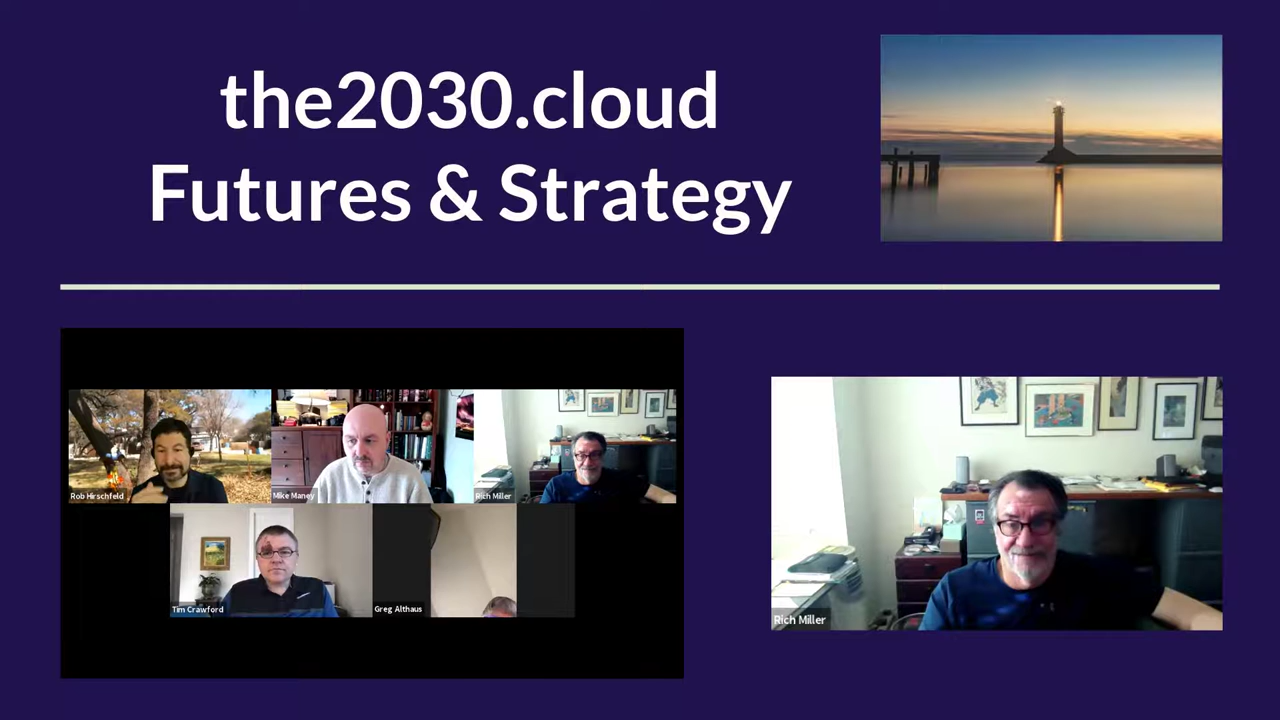 the2030.cloud
Futures & Strategy
Rob Hirschfeld
Mike Maney
Rich Miller
Tim Crawford
Greg Althaus
Rich Miller